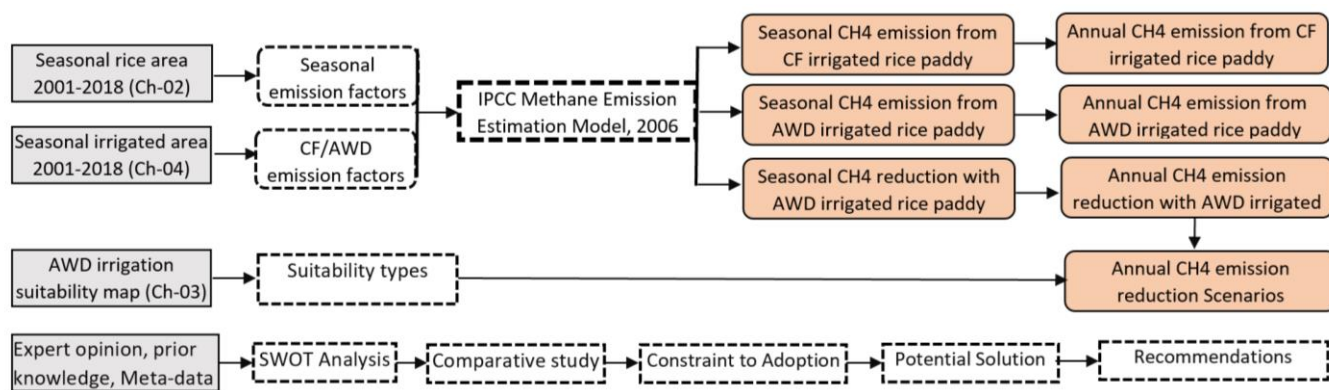 Seasonal rice area
2001-2018 (Ch-02)
Seasonal
emission factors
IPCC Methane Emission
Estimation Model, 2006
Seasonal CH4 emission from
CF irrigated rice paddy
Annual CH4 emission from CF
irrigated rice paddy
Seasonal irrigated area
2001-2018 (Ch-04)
CF/AWD
emission factors
Seasonal CH4 emission from
AWD irrigated rice paddy
Annual CH4 emission from
AWD irrigated rice paddy
Seasonal CH4 reduction with
AWD irrigated rice paddy
Annual CH4 emission
reduction with AWD irrigated
AWD irrigation
suitability map (Ch-03)
Suitability types
Annual CH4 emission
reduction Scenarios
Expert opinion, prior
knowledge, Meta-data
SWOT Analysis
Comparative study
Constraint to Adoption
Potential Solution
Recommendations